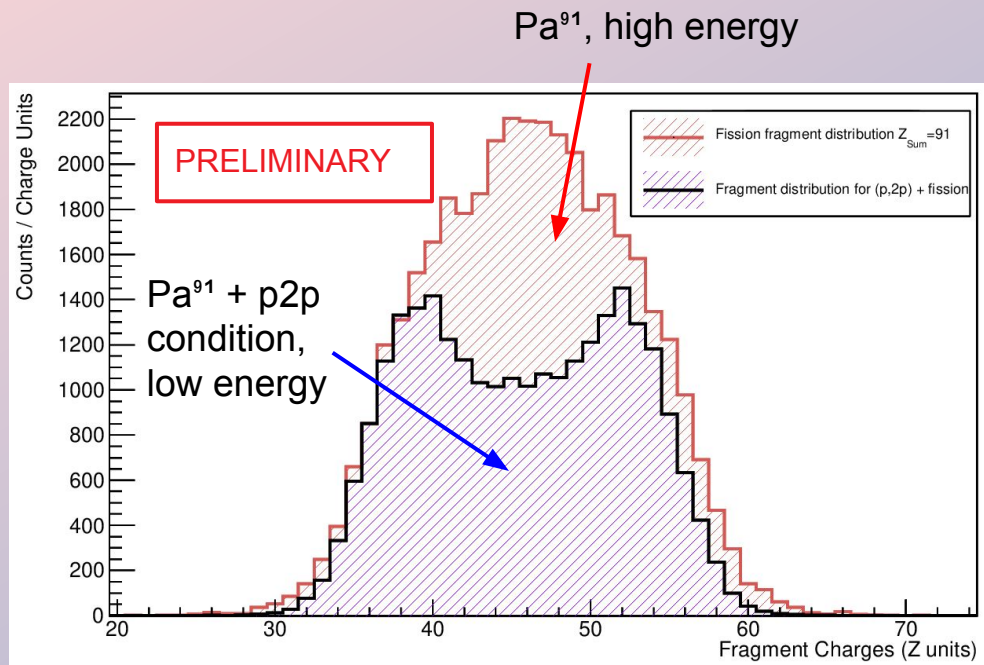 Pa⁹¹, high energy
PRELIMINARY
Fission fragment distribution Z_Sum=91
Fragment distribution for (p,2p) + fission
Pa⁹¹ + p2p
condition,
low energy
Counts / Charge Units
2200
2000
1800
1600
1400
1200
1000
800
600
400
200
0
20 30 40 50 60 70
Fragment Charges (Z units)